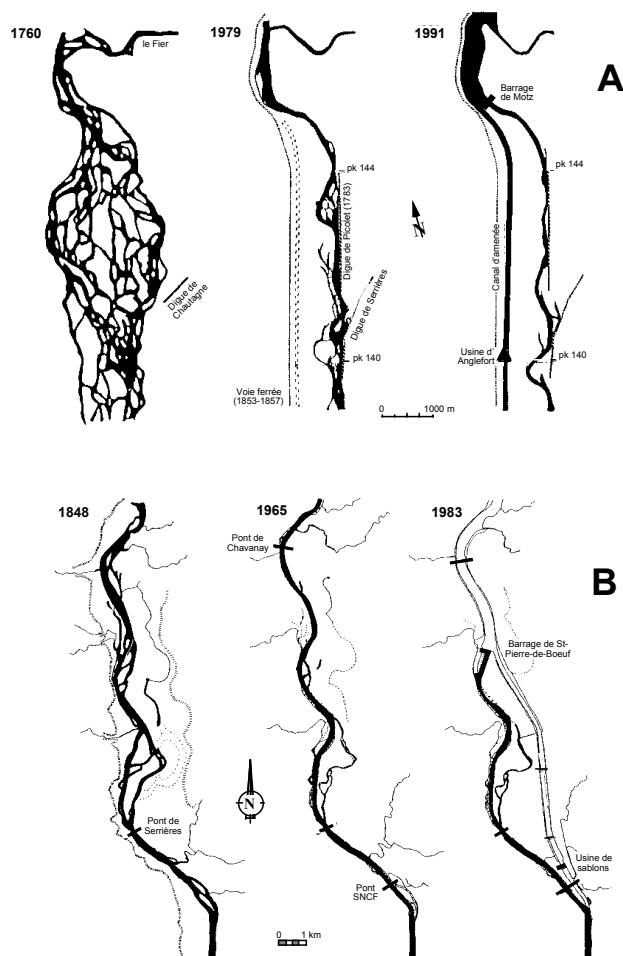 1760
le Fier
Digue de
Chautagne
1979
pk 144
Digue de Picolet (1783)
Digue de Serrières
pk 140
Voie ferrée
(1853-1857)
N
0 1000 m
1991
A
Barrage
de Motz
pk 144
Canal d'amenée
Usine d'
Anglefort
pk 140
1848
Pont de
Serrières
N
1965
Pont de
Chavanay
Pont
SNCF
0 1 km
1983
B
Barrage de St-
Pierre-de-Boeuf
Usine de
sablons